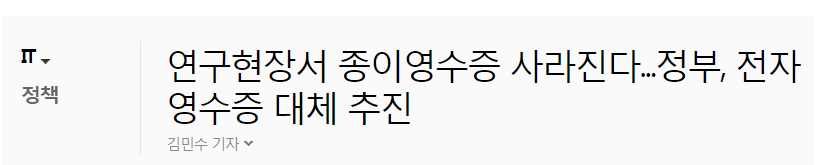 IT
정책
연구현장서 종이영수증 사라진다…정부, 전자
영수증 대체 추진
김민수 기자